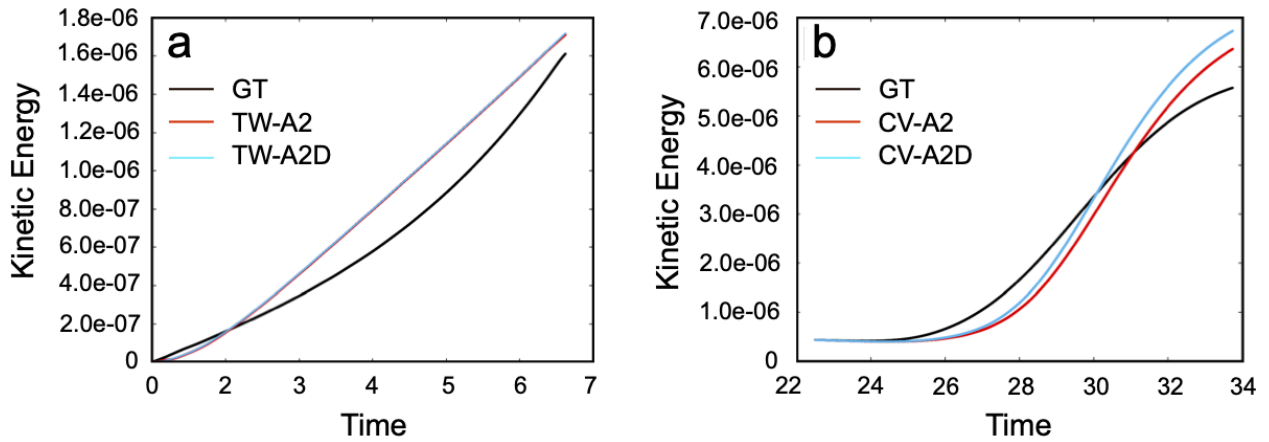 a
1.8e-06
1.6e-06
1.4e-06
1.2e-06
1.0e-06
8.0e-07
6.0e-07
4.0e-07
2.0e-07
0
Kinetic Energy
GT
TW-A2
TW-A2D
0 2 3 4 5 6 7
Time
b
7.0e-06
6.0e-06
5.0e-06
4.0e-06
3.0e-06
2.0e-06
1.0e-06
0
Kinetic Energy
GT
CV-A2
CV-A2D
22 24 26 28 30 32 34
Time